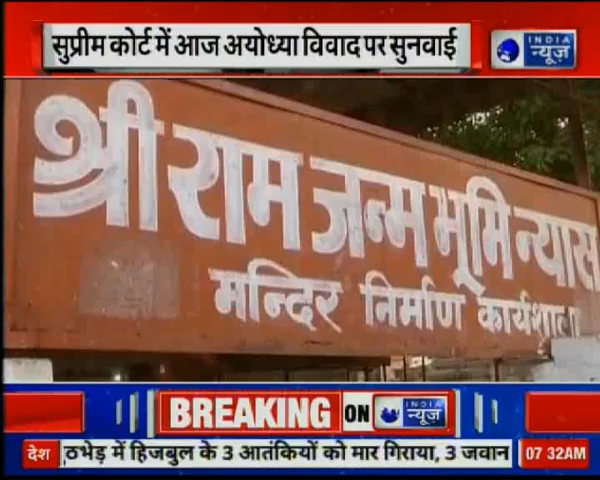 सुप्रीम कोर्ट में आज अयोध्या विवाद पर सुनवाई
INDIA
न्यूज़
श्री राम जन्म भूमि न्यास
मन्दिर निर्माण कार्यशाला
BREAKING ON INDIA न्यूज़
देश ुठभेड़ में हिजबुल के 3 आतंकियों को मार गिराया, 3 जवान 07 32AM